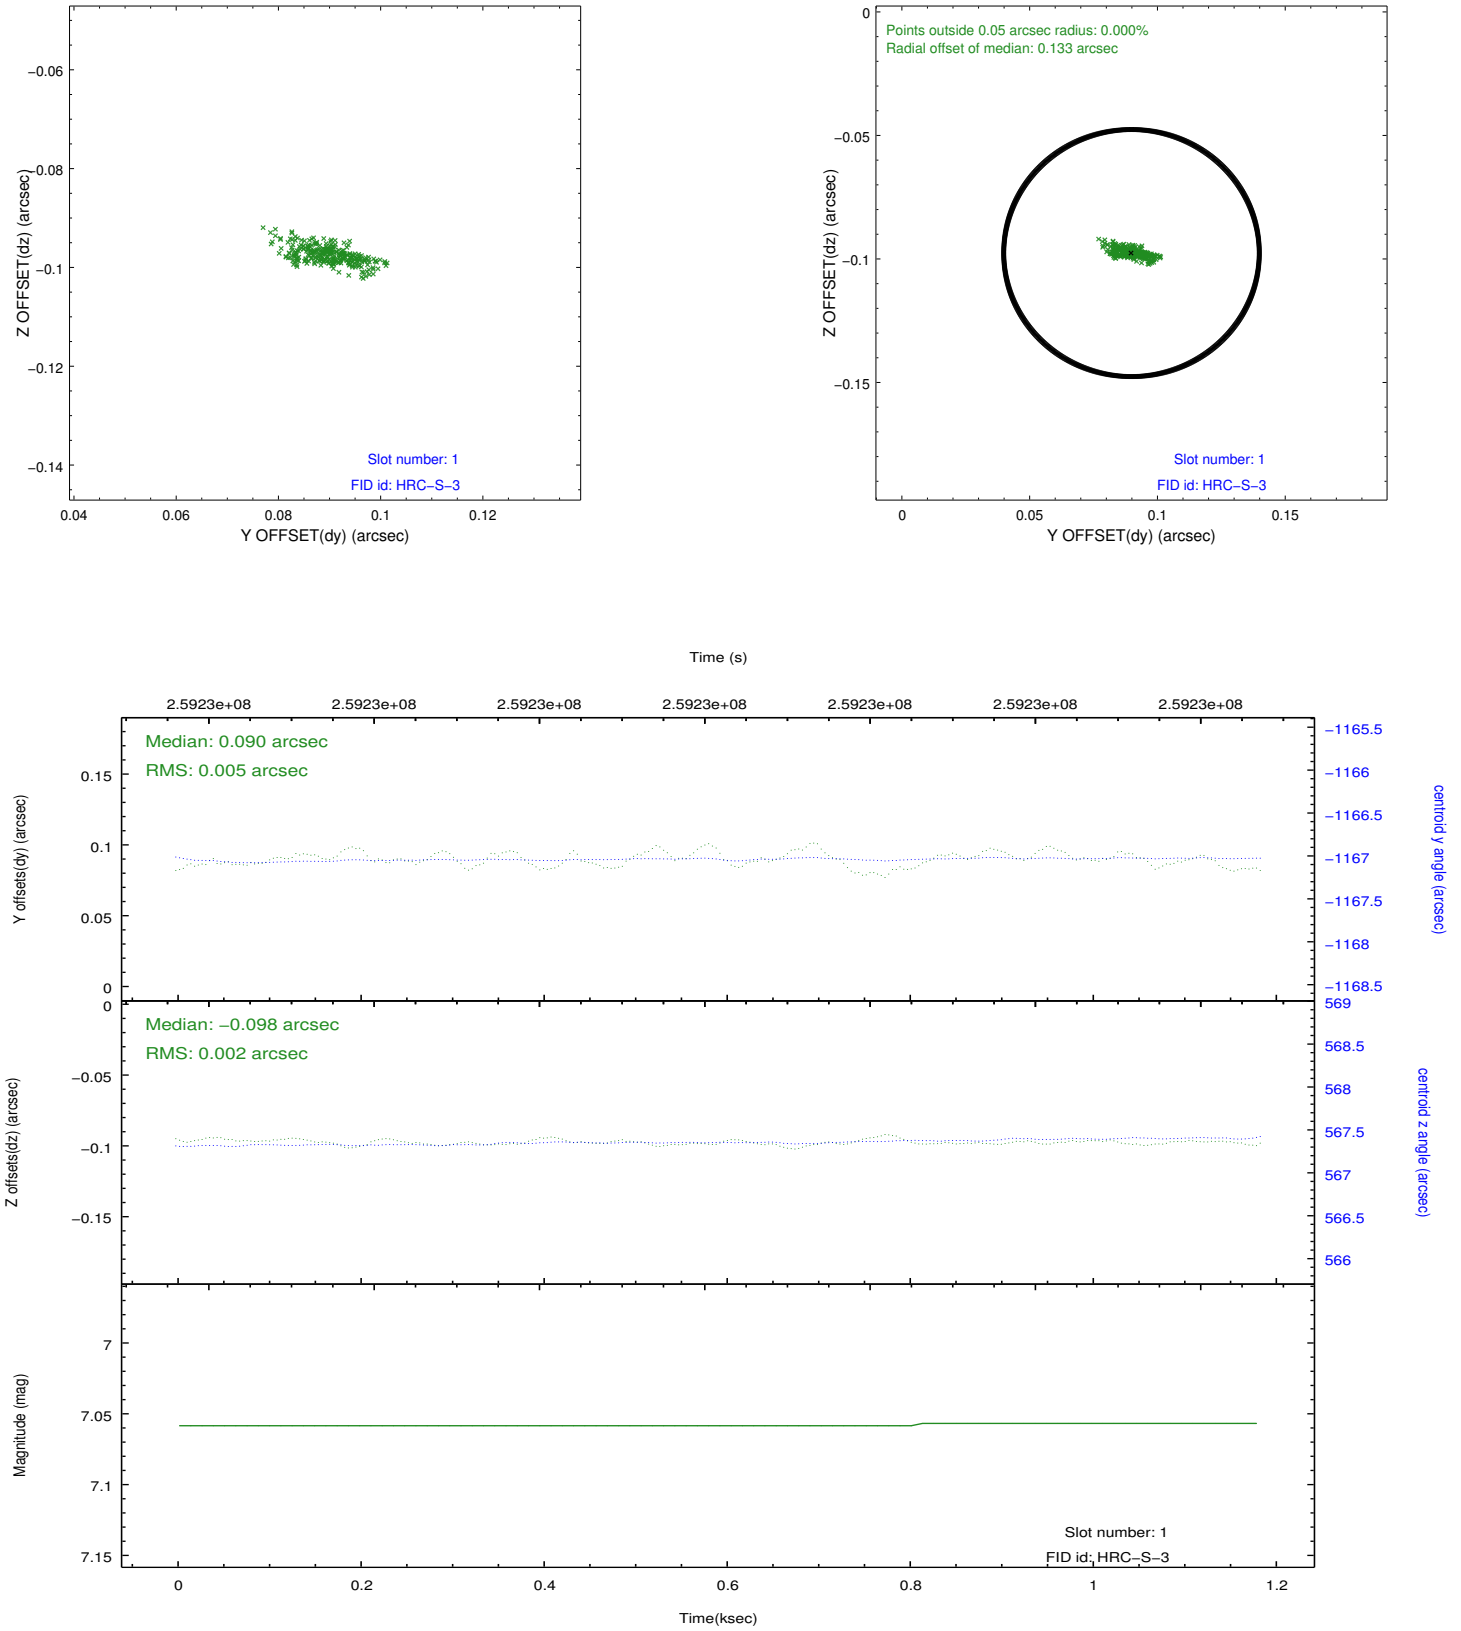 −0.06
−0.08
−0.1
−0.12
−0.14
Z OFFSET(dz) (arcsec)
Slot number: 1
FID id: HRC−S−3
0.04 0.06 0.08 0.1 0.12
Y OFFSET(dy) (arcsec)
Points outside 0.05 arcsec radius: 0.000%
Radial offset of median: 0.133 arcsec
0
−0.05
−0.1
−0.15
Z OFFSET(dz) (arcsec)
Slot number: 1
FID id: HRC−S−3
0 0.05 0.1 0.15
Y OFFSET(dy) (arcsec)
Time (s)
2.5923e+08 2.5923e+08 2.5923e+08 2.5923e+08 2.5923e+08 2.5923e+08 2.5923e+08
Median: 0.090 arcsec
RMS: 0.005 arcsec
0.15
0.1
0.05
0
Y offsets(dy) (arcsec)
−1165.5
−1166
−1166.5
−1167
−1167.5
−1168
−1168.5
centroid y angle (arcsec)
Median: −0.098 arcsec
RMS: 0.002 arcsec
0
−0.05
−0.1
−0.15
Z offsets(dz) (arcsec)
569
568.5
568
567.5
567
566.5
566
centroid z angle (arcsec)
7
7.05
7.1
7.15
Magnitude (mag)
Slot number: 1
FID id: HRC−S−3
0 0.2 0.4 0.6 0.8 1 1.2
Time(ksec)